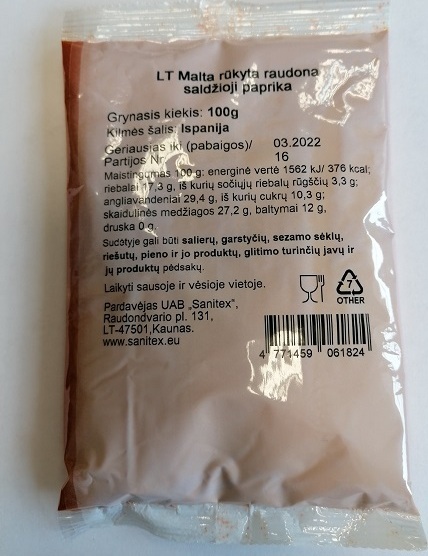 LT Malta rūkyta raudona
saldžioji paprika
Grynasis kiekis: 100g
Kilmės šalis: Ispanija
Geriausias iki (pabaigos)/ 03.2022
Partijos Nr. 16
Maistingumas 100 g: energinė vertė 1562 kJ/ 376 kcal;
riebalai 17,3 g, iš kurių sočiųjų riebalų rūgščių 3,3 g;
angliavandeniai 29,4 g, iš kurių cukrų 10,3 g;
skaidulinės medžiagos 27,2 g, baltymai 12 g,
druska 0 g.
Sudėtyje gali būti salierų, garstyčių, sezamo sėklų,
riešutų, pieno ir jo produktų, glitimo turinčių javų ir
jų produktų pėdsakų.
Laikyti sausoje ir vėsioje vietoje.
Pardavėjas UAB „Sanitex",
Raudondvario pl. 131,
LT-47501,Kaunas.
www.sanitex.eu
7
OTHER
4 771459 061824